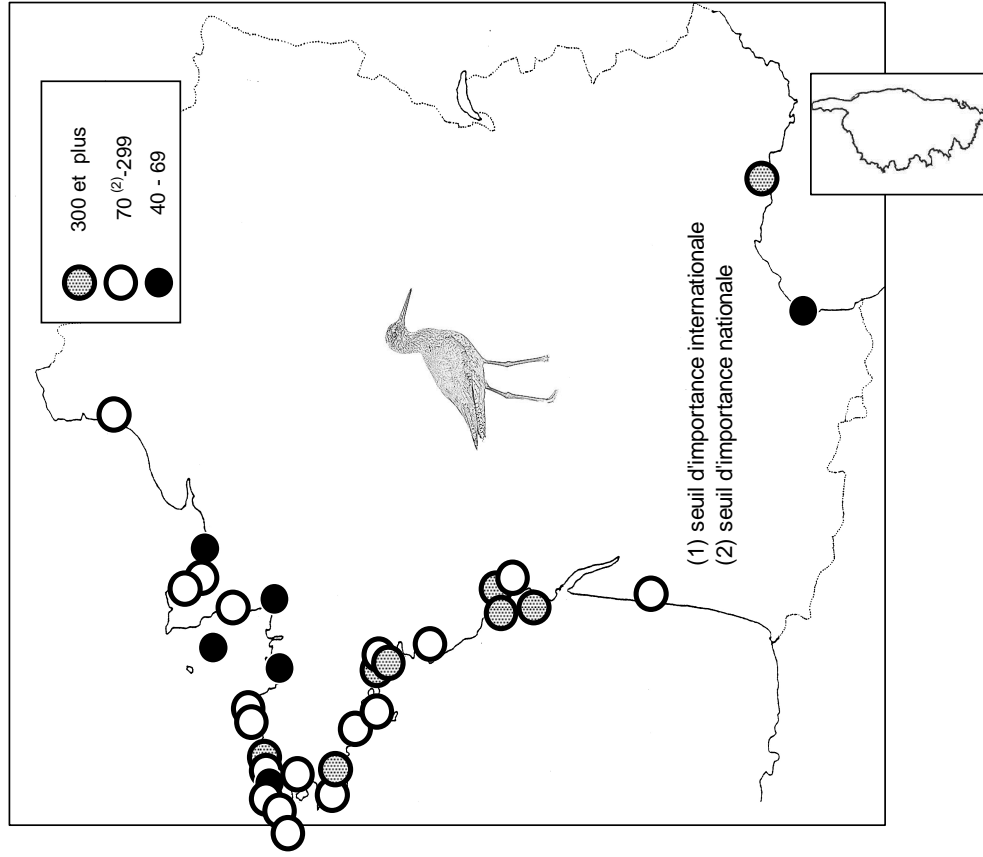 300 et plus
70 (2)-299
40 - 69
(1) seuil d'importance internationale
(2) seuil d'importance nationale